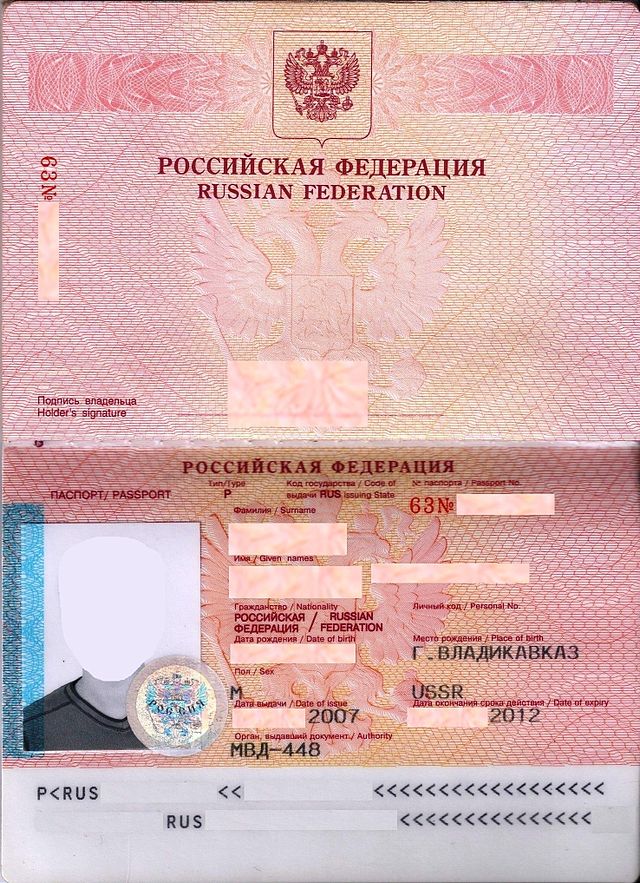 РОССИЙСКАЯ ФЕДЕРАЦИЯ
RUSSIAN FEDERATION
63№
Подпись владельца
Holder's signature
РОССИЙСКАЯ ФЕДЕРАЦИЯ
ПАСПОРТ/ PASSPORT
Тип/Type
P
Код государства / Code of
выдачи RUS issuing State
№ паспорта / Passport No.
63№
Фамилия / Surname
Имя / Given names
Гражданство / Nationality
Личный код / Personal No.
РОССИЙСКАЯ / RUSSIAN
ФЕДЕРАЦИЯ / FEDERATION
Дата рождения / Date of birth
Место рождения / Place of birth
Г.ВЛАДИКАВКАЗ
Пол / Sex
М
USSR
Дата выдачи / Date of issue
Дата окончания срока действия / Date of expiry
2007
2012
Орган, выдавший документ / Authority
МВД-448
РОССИЯ
P<RUS <<  <<<<<<<<<<<<<<<<<<
RUS <<<<<<<<<<<<<<<